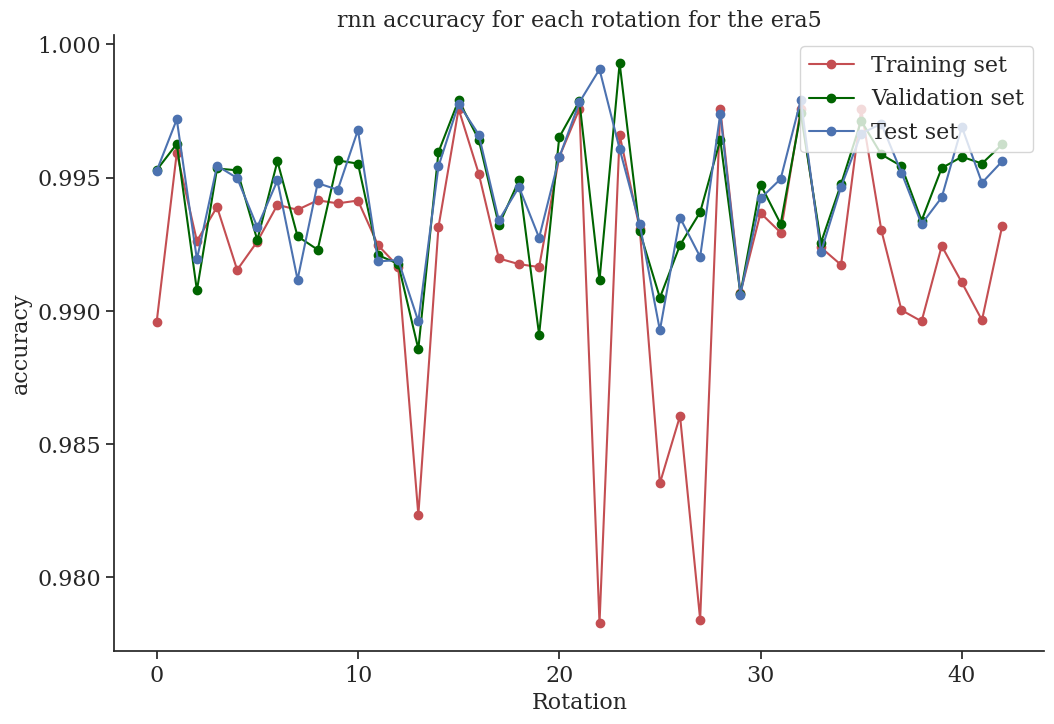 rnn accuracy for each rotation for the era5
1.000
0.995
0.990
0.985
0.980
accuracy
Training set
Validation set
Test set
0 10 20 30 40
Rotation